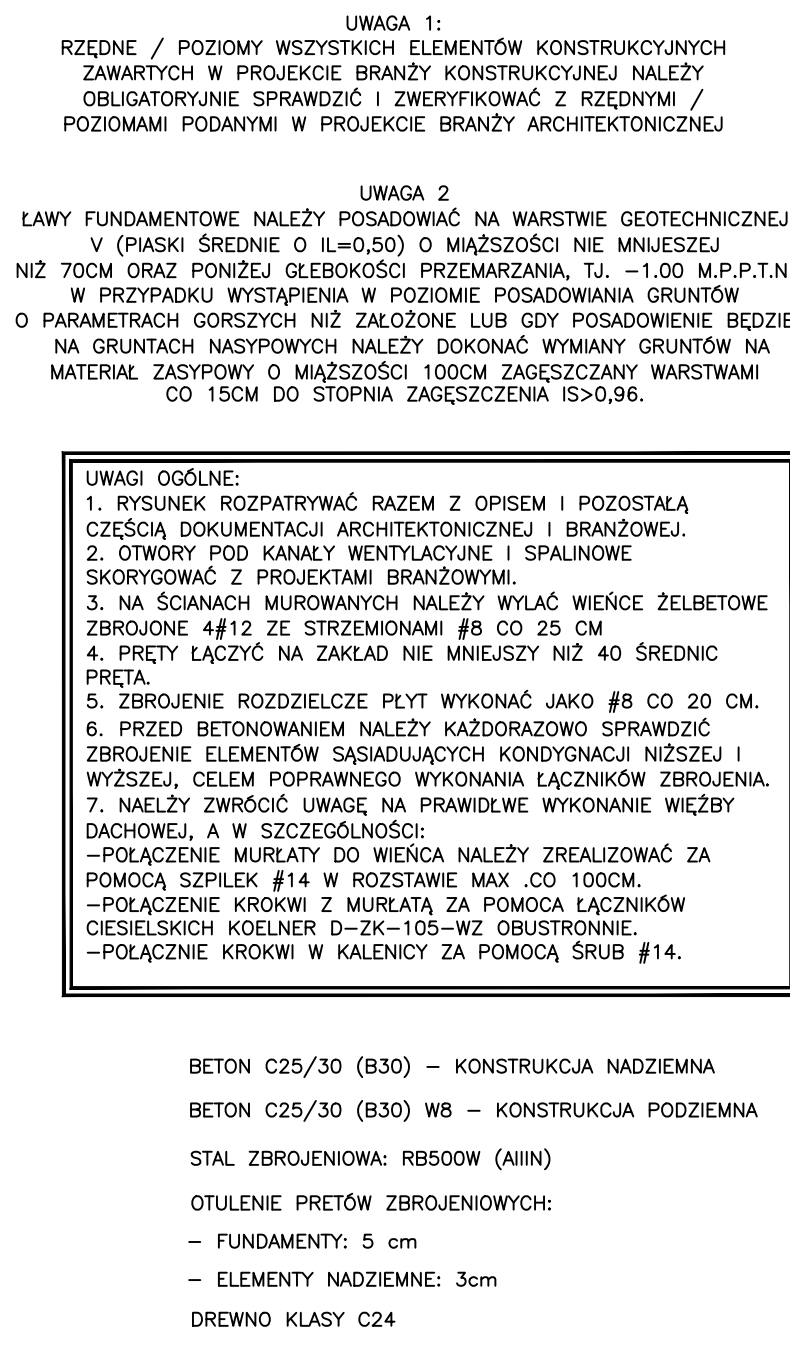 UWAGA 1:
RZĘDNE / POZIOMY WSZYSTKICH ELEMENTÓW KONSTRUKCYJNYCH
ZAWARTYCH W PROJEKCIE BRANŻY KONSTRUKCYJNEJ NALEŻY
OBLIGATORYJNIE SPRAWDZIĆ I ZWERYFIKOWAĆ Z RZĘDNYMI /
POZIOMAMI PODANYMI W PROJEKCIE BRANŻY ARCHITEKTONICZNEJ
UWAGA 2
ŁAWY FUNDAMENTOWE NALEŻY POSADOWIAĆ NA WARSTWIE GEOTECHNICZNEJ
V (PIASKI ŚREDNIE O IL=0,50) O MIĄŻSZOŚCI NIE MNIJESZEJ
NIŻ 70CM ORAZ PONIŻEJ GŁEBOKOŚCI PRZEMARZANIA, TJ. −1.00 M.P.P.T.N
W PRZYPADKU WYSTĄPIENIA W POZIOMIE POSADOWIANIA GRUNTÓW
O PARAMETRACH GORSZYCH NIŻ ZAŁOŻONE LUB GDY POSADOWIENIE BĘDZIE
NA GRUNTACH NASYPOWYCH NALEŻY DOKONAĆ WYMIANY GRUNTÓW NA
MATERIAŁ ZASYPOWY O MIĄŻSZOŚCI 100CM ZAGĘSZCZANY WARSTWAMI
CO 15CM DO STOPNIA ZAGĘSZCZENIA IS>0,96.
UWAGI OGÓLNE:
1. RYSUNEK ROZPATRYWAĆ RAZEM Z OPISEM I POZOSTAŁĄ
CZĘŚCIĄ DOKUMENTACJI ARCHITEKTONICZNEJ I BRANŻOWEJ.
2. OTWORY POD KANAŁY WENTYLACYJNE I SPALINOWE
SKORYGOWAĆ Z PROJEKTAMI BRANŻOWYMI.
3. NA ŚCIANACH MUROWANYCH NALEŻY WYLAĆ WIEŃCE ŻELBETOWE
ZBROJONE 4#12 ZE STRZEMIONAMI #8 CO 25 CM
4. PRĘTY ŁĄCZYĆ NA ZAKŁAD NIE MNIEJSZY NIŻ 40 ŚREDNIC
PRĘTA.
5. ZBROJENIE ROZDZIELCZE PŁYT WYKONAĆ JAKO #8 CO 20 CM.
6. PRZED BETONOWANIEM NALEŻY KAŻDORAZOWO SPRAWDZIĆ
ZBROJENIE ELEMENTÓW SĄSIADUJĄCYCH KONDYGNACJI NIŻSZEJ I
WYŻSZEJ, CELEM POPRAWNEGO WYKONANIA ŁĄCZNIKÓW ZBROJENIA.
7. NAELŻY ZWRÓCIĆ UWAGĘ NA PRAWIDŁWE WYKONANIE WIĘŹBY
DACHOWEJ, A W SZCZEGÓLNOŚCI:
−POŁĄCZENIE MURŁATY DO WIEŃCA NALEŻY ZREALIZOWAĆ ZA
POMOCĄ SZPILEK #14 W ROZSTAWIE MAX .CO 100CM.
−POŁĄCZENIE KROKWI Z MURŁATĄ ZA POMOCA ŁĄCZNIKÓW
CIESIELSKICH KOELNER D−ZK−105−WZ OBUSTRONNIE.
−POŁĄCZNIE KROKWI W KALENICY ZA POMOCĄ ŚRUB #14.
BETON C25/30 (B30) − KONSTRUKCJA NADZIEMNA
BETON C25/30 (B30) W8 − KONSTRUKCJA PODZIEMNA
STAL ZBROJENIOWA: RB500W (AIIIN)
OTULENIE PRETÓW ZBROJENIOWYCH:
− FUNDAMENTY: 5 cm
− ELEMENTY NADZIEMNE: 3cm
DREWNO KLASY C24